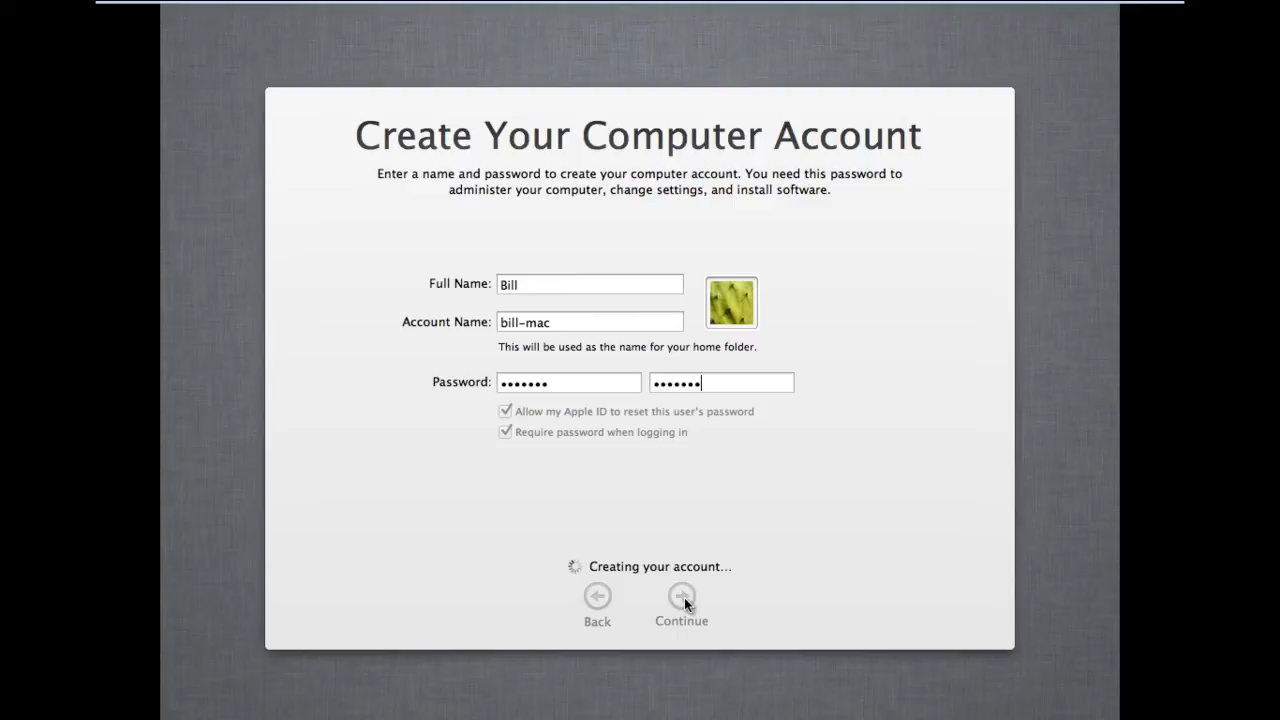 Create Your Computer Account
Enter a name and password to create your computer account. You need this password to
administer your computer, change settings, and install software.
Full Name: Bill
Account Name: bill-mac
This will be used as the name for your home folder.
Password: ••••••• •••••••
Allow my Apple ID to reset this user's password
Require password when logging in
Creating your account...
Back Continue